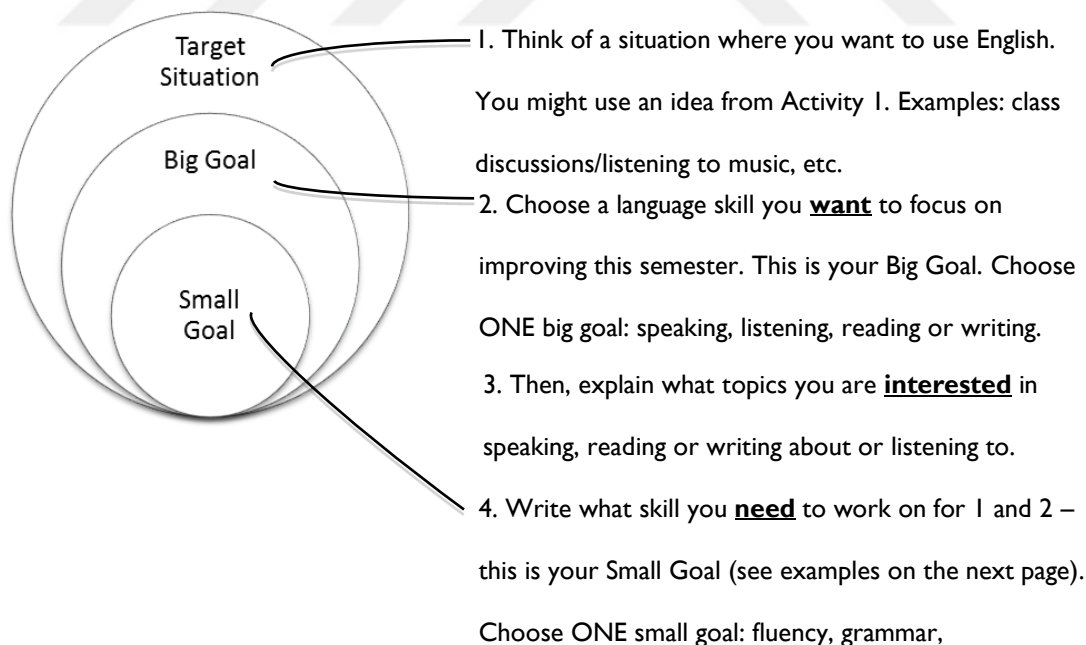 Target
Situation
Big Goal
Small
Goal
1. Think of a situation where you want to use English.
You might use an idea from Activity 1. Examples: class
discussions/listening to music, etc.
2. Choose a language skill you want to focus on
improving this semester. This is your Big Goal. Choose
ONE big goal: speaking, listening, reading or writing.
3. Then, explain what topics you are interested in
speaking, reading or writing about or listening to.
4. Write what skill you need to work on for 1 and 2 –
this is your Small Goal (see examples on the next page).
Choose ONE small goal: fluency, grammar,